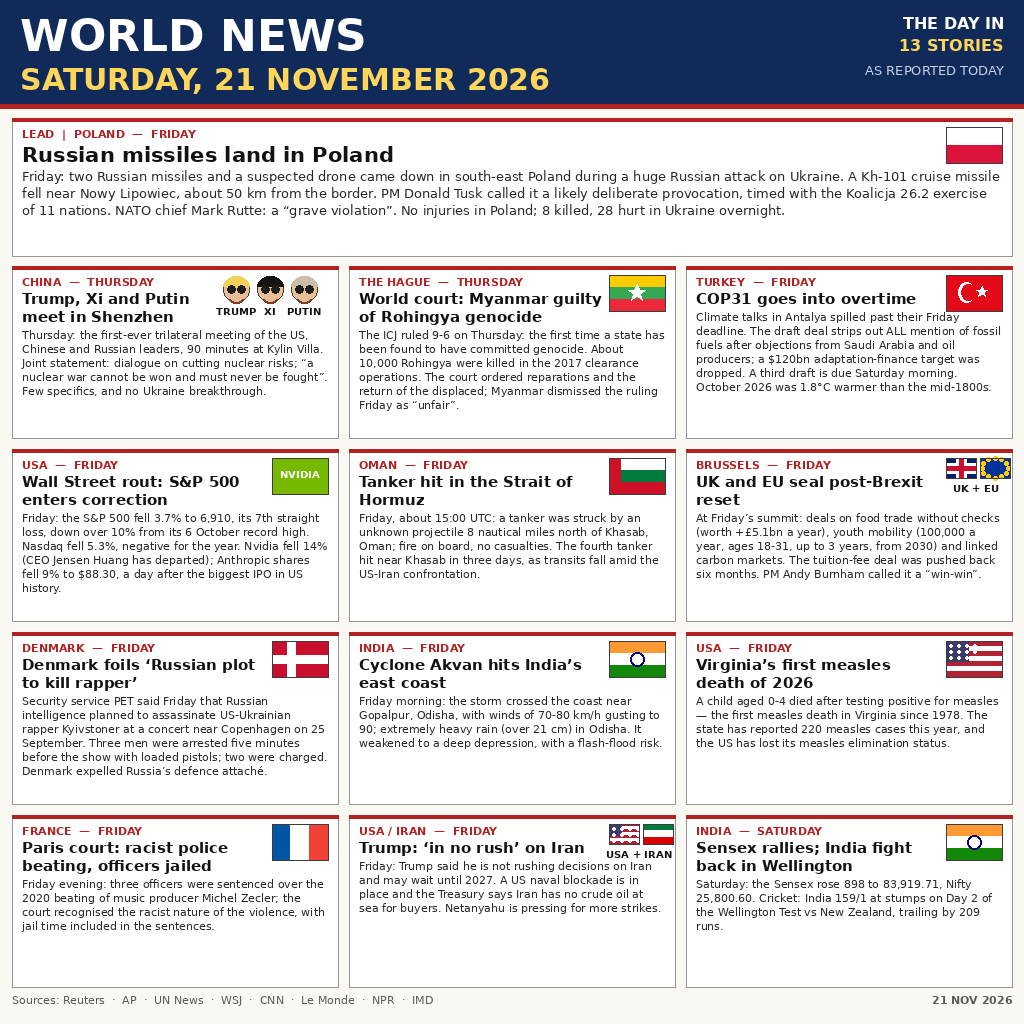 WORLD NEWS
SATURDAY, 21 NOVEMBER 2026
THE DAY IN
13 STORIES
AS REPORTED TODAY
LEAD | POLAND — FRIDAY
Russian missiles land in Poland
Friday: two Russian missiles and a suspected drone came down in south-east Poland during a huge Russian attack on Ukraine. A Kh-101 cruise missile
fell near Nowy Lipowiec, about 50 km from the border. PM Donald Tusk called it a likely deliberate provocation, timed with the Koalicja 26.2 exercise
of 11 nations. NATO chief Mark Rutte: a “grave violation”. No injuries in Poland; 8 killed, 28 hurt in Ukraine overnight.
CHINA — THURSDAY
Trump, Xi and Putin
meet in Shenzhen
TRUMP XI PUTIN
Thursday: the first-ever trilateral meeting of the US,
Chinese and Russian leaders, 90 minutes at Kylin Villa.
Joint statement: dialogue on cutting nuclear risks; “a
nuclear war cannot be won and must never be fought”.
Few specifics, and no Ukraine breakthrough.
THE HAGUE — THURSDAY
World court: Myanmar guilty
of Rohingya genocide
The ICJ ruled 9-6 on Thursday: the first time a state has
been found to have committed genocide. About
10,000 Rohingya were killed in the 2017 clearance
operations. The court ordered reparations and the
return of the displaced; Myanmar dismissed the ruling
Friday as “unfair”.
TURKEY — FRIDAY
COP31 goes into overtime
Climate talks in Antalya spilled past their Friday
deadline. The draft deal strips out ALL mention of fossil
fuels after objections from Saudi Arabia and oil
producers; a $120bn adaptation-finance target was
dropped. A third draft is due Saturday morning.
October 2026 was 1.8°C warmer than the mid-1800s.
USA — FRIDAY
Wall Street rout: S&P 500
enters correction
NVIDIA
Friday: the S&P 500 fell 3.7% to 6,910, its 7th straight
loss, down over 10% from its 6 October record high.
Nasdaq fell 5.3%, negative for the year. Nvidia fell 14%
(CEO Jensen Huang has departed); Anthropic shares
fell 9% to $88.30, a day after the biggest IPO in US
history.
OMAN — FRIDAY
Tanker hit in the Strait of
Hormuz
Friday, about 15:00 UTC: a tanker was struck by an
unknown projectile 8 nautical miles north of Khasab,
Oman; fire on board, no casualties. The fourth tanker
hit near Khasab in three days, as transits fall amid the
US-Iran confrontation.
BRUSSELS — FRIDAY
UK and EU seal post-Brexit
reset
UK + EU
At Friday’s summit: deals on food trade without checks
(worth +£5.1bn a year), youth mobility (100,000 a
year, ages 18-31, up to 3 years, from 2030) and linked
carbon markets. The tuition-fee deal was pushed back
six months. PM Andy Burnham called it a “win-win”.
DENMARK — FRIDAY
Denmark foils ‘Russian plot
to kill rapper’
Security service PET said Friday that Russian
intelligence planned to assassinate US-Ukrainian
rapper Kyivstoner at a concert near Copenhagen on 25
September. Three men were arrested five minutes
before the show with loaded pistols; two were charged.
Denmark expelled Russia’s defence attaché.
INDIA — FRIDAY
Cyclone Akvan hits India’s
east coast
Friday morning: the storm crossed the coast near
Gopalpur, Odisha, with winds of 70-80 km/h gusting to
90; extremely heavy rain (over 21 cm) in Odisha. It
weakened to a deep depression, with a flash-flood risk.
USA — FRIDAY
Virginia’s first measles
death of 2026
A child aged 0-4 died after testing positive for measles
— the first measles death in Virginia since 1978. The
state has reported 220 measles cases this year, and
the US has lost its measles elimination status.
FRANCE — FRIDAY
Paris court: racist police
beating, officers jailed
Friday evening: three officers were sentenced over the
2020 beating of music producer Michel Zecler; the
court recognised the racist nature of the violence, with
jail time included in the sentences.
USA / IRAN — FRIDAY
Trump: ‘in no rush’ on Iran
USA + IRAN
Friday: Trump said he is not rushing decisions on Iran
and may wait until 2027. A US naval blockade is in
place and the Treasury says Iran has no crude oil at
sea for buyers. Netanyahu is pressing for more strikes.
INDIA — SATURDAY
Sensex rallies; India fight
back in Wellington
Saturday: the Sensex rose 898 to 83,919.71, Nifty
25,800.60. Cricket: India 159/1 at stumps on Day 2 of
the Wellington Test vs New Zealand, trailing by 209
runs.
Sources: Reuters · AP · UN News · WSJ · CNN · Le Monde · NPR · IMD
21 NOV 2026